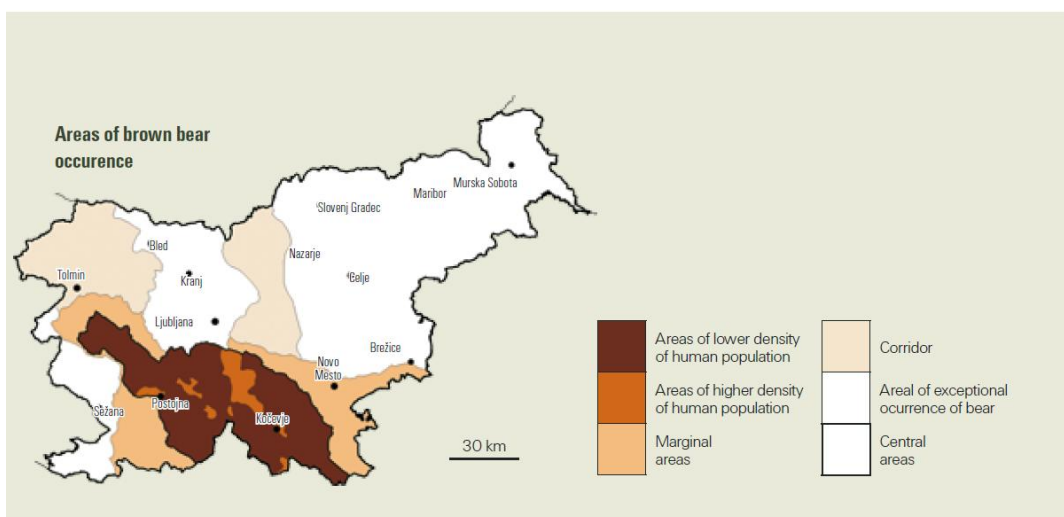 Areas of brown bear
occurence
Murska Sobota
Maribor
Slovenj Gradec
Bled
Nazarje
Kranj
Celje
Tolmin
Ljubljana
Brežice
Novo
Mesto
Sežana
Postojna
Kočevje
30 km
Areas of lower density
of human population
Areas of higher density
of human population
Marginal
areas
Corridor
Areal of exceptional
ocurrence of bear
Central
areas